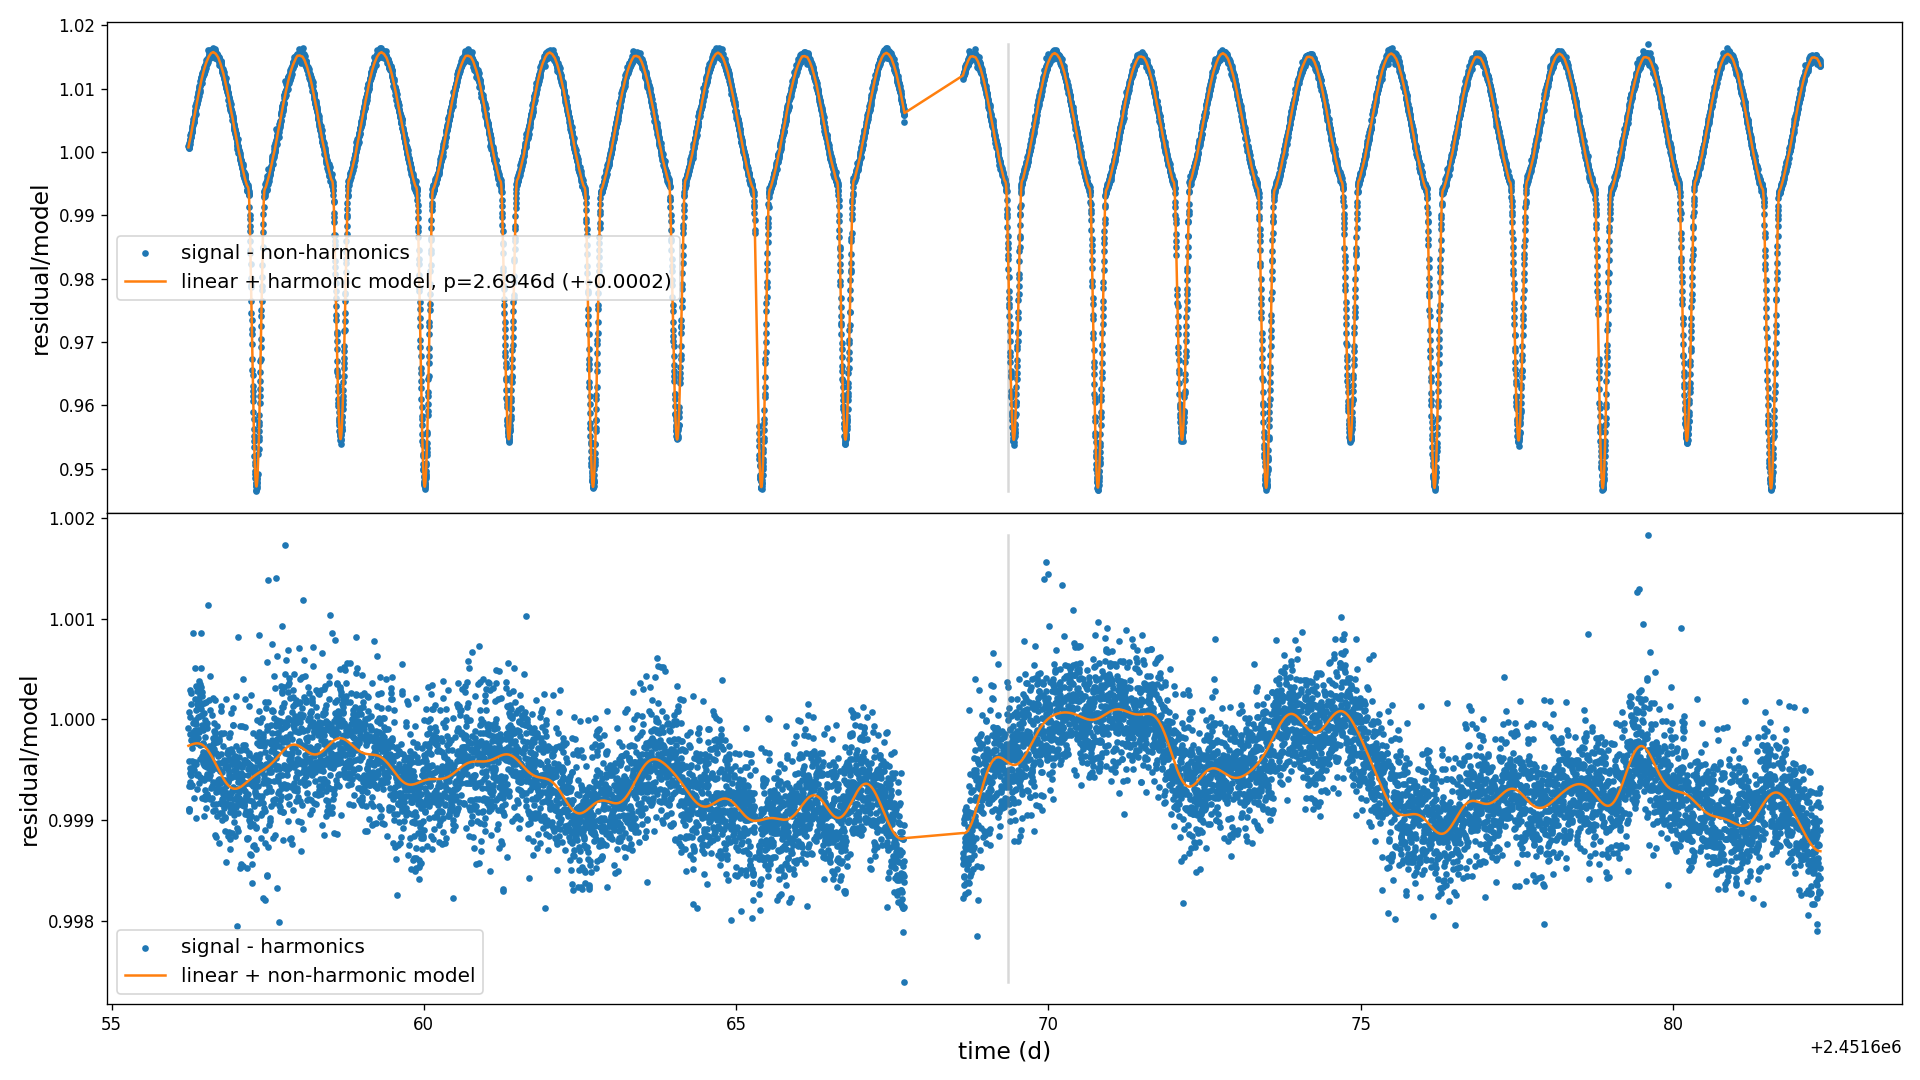 1.02
1.01
1.00
0.99
0.98
0.97
0.96
0.95
residual/model
signal - non-harmonics
linear + harmonic model, p=2.6946d (+-0.0002)
1.002
1.001
1.000
0.999
0.998
residual/model
signal - harmonics
linear + non-harmonic model
55
60
65
70
75
80
time (d)
+2.4516e6